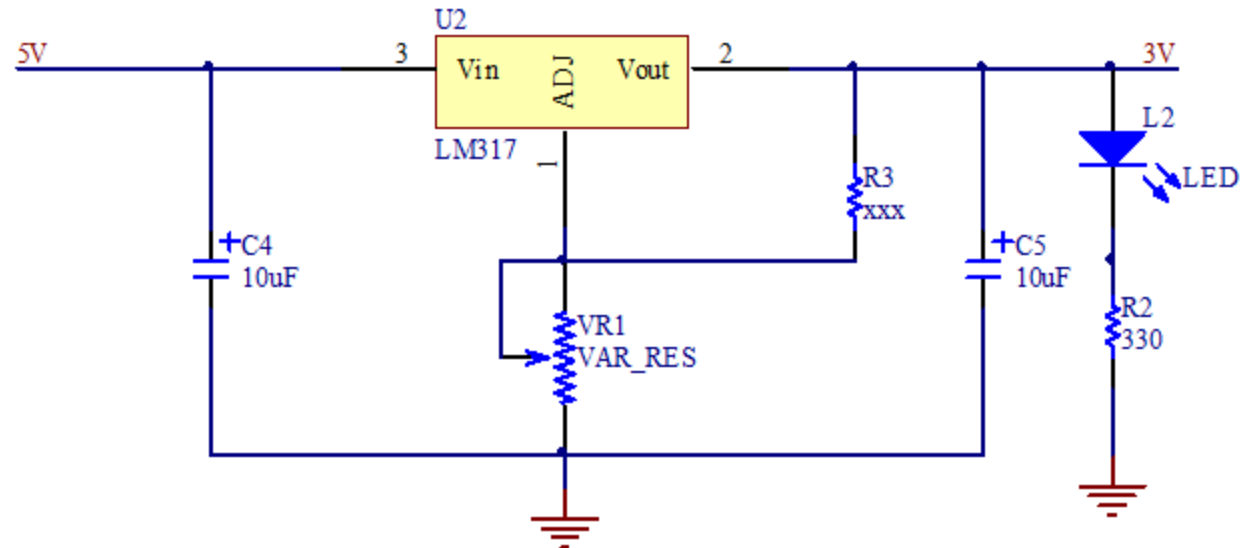 U2
5V
3
Vin
ADJ
Vout
2
3V
LM317
1
L2
LED
R3
xxx
C4
10uF
C5
10uF
VR1
VAR_RES
R2
330